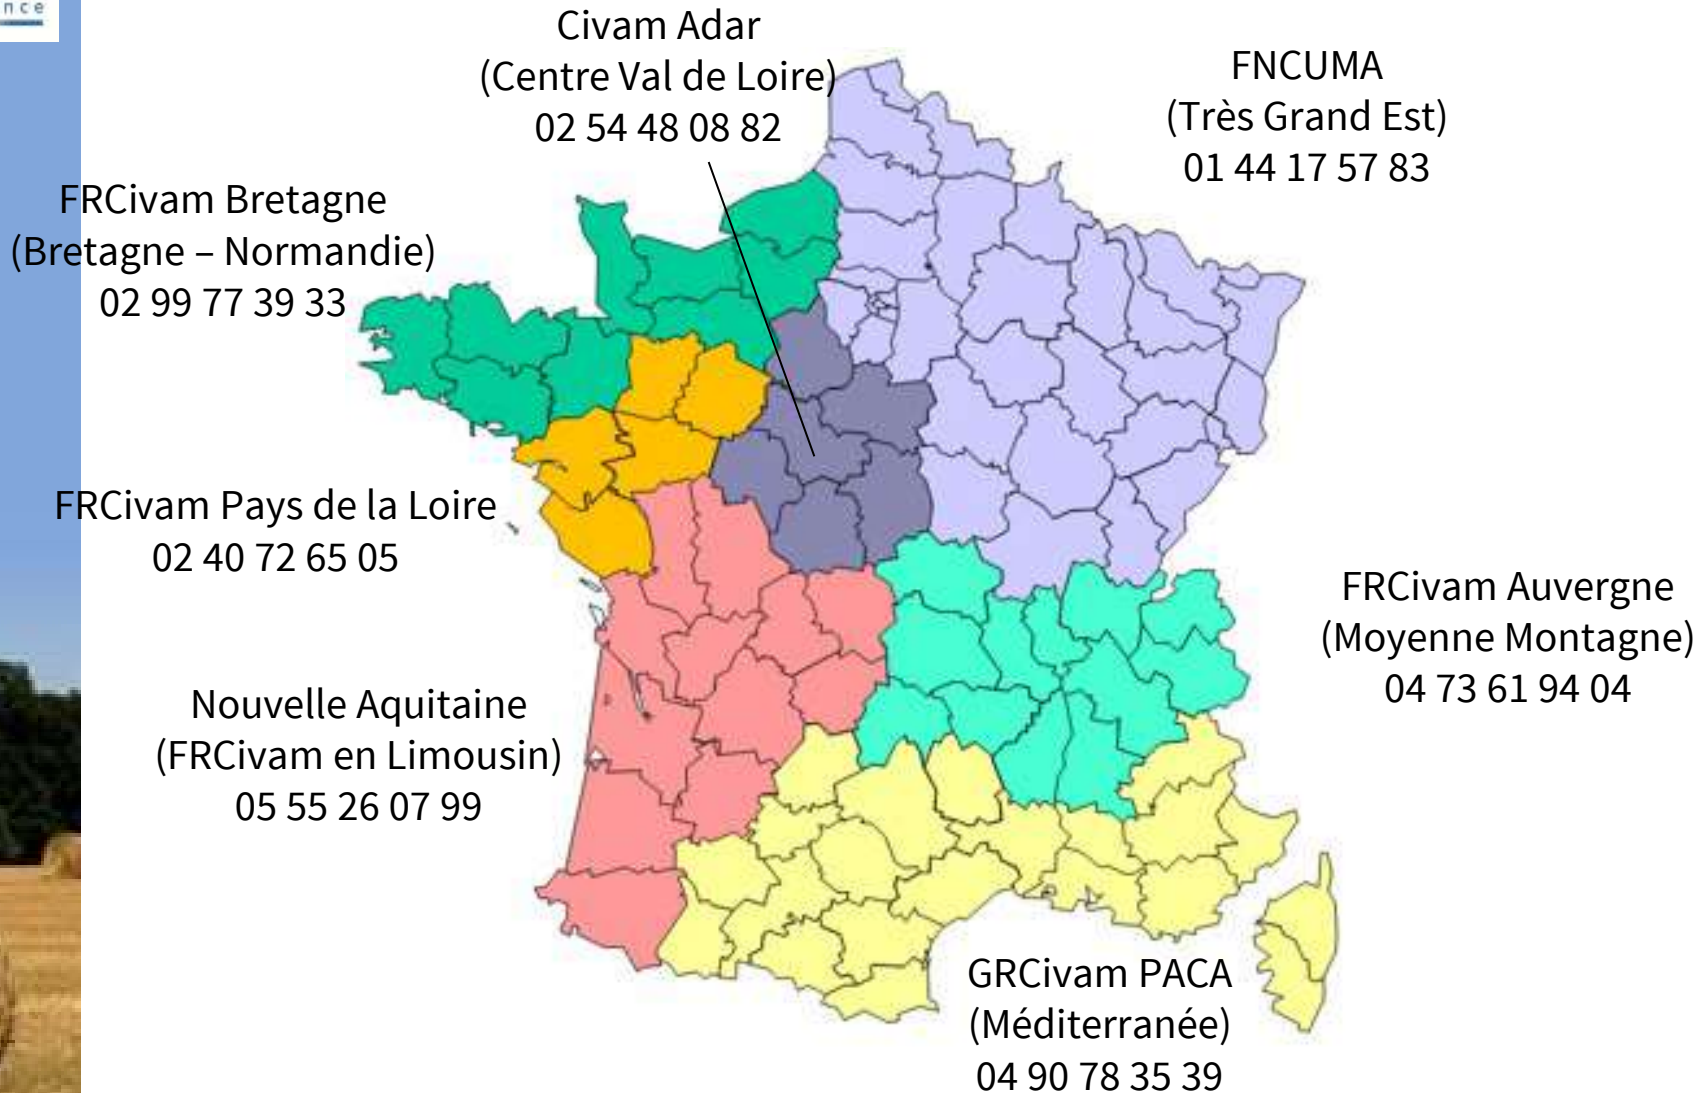 nce
Civam Adar
(Centre Val de Loire)
02 54 48 08 82
FNCUMA
(Très Grand Est)
01 44 17 57 83
FRCivam Bretagne
(Bretagne – Normandie)
02 99 77 39 33
FRCivam Pays de la Loire
02 40 72 65 05
FRCivam Auvergne
(Moyenne Montagne)
04 73 61 94 04
Nouvelle Aquitaine
(FRCivam en Limousin)
05 55 26 07 99
GRCivam PACA
(Méditerranée)
04 90 78 35 39